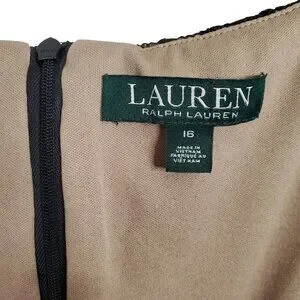 LAUREN
RALPH LAUREN
16
MADE IN
VIETNAM
FABRIQUÉ AU
VIET NAM